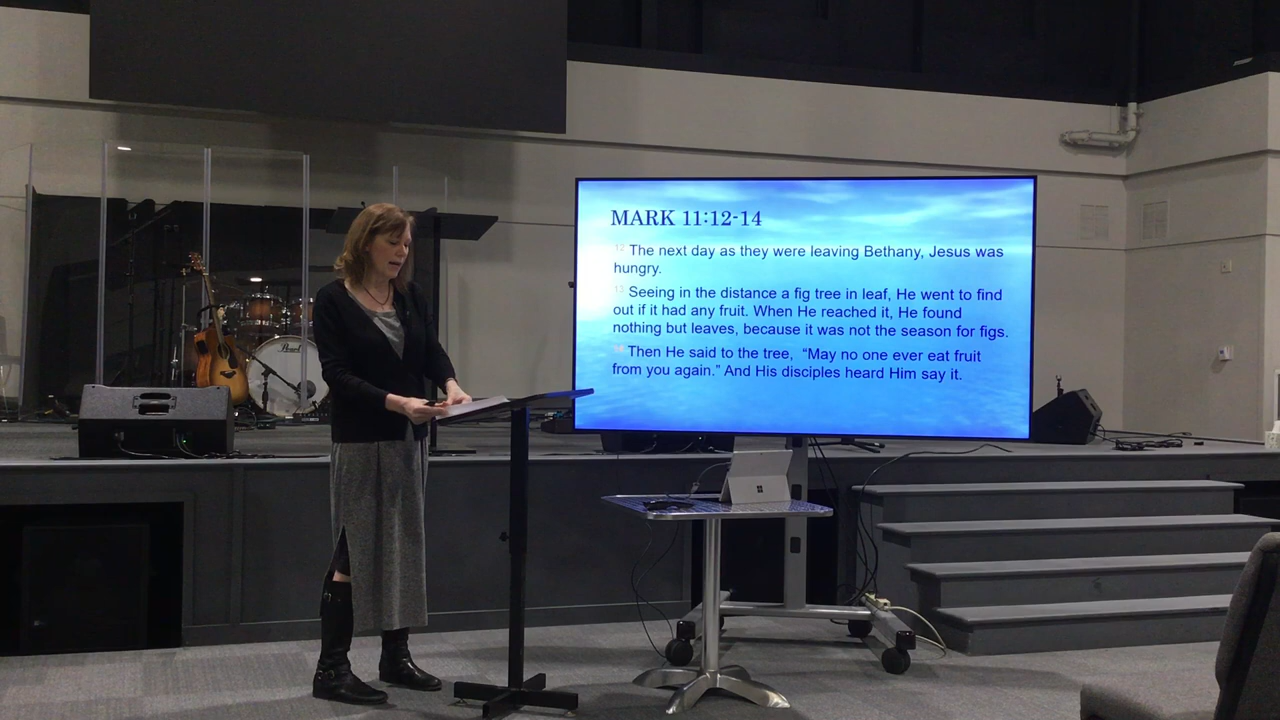 MARK 11:12-14
12 The next day as they were leaving Bethany, Jesus was
hungry.
13 Seeing in the distance a fig tree in leaf, He went to find
out if it had any fruit. When He reached it, He found
nothing but leaves, because it was not the season for figs.
14 Then He said to the tree,  “May no one ever eat fruit
from you again.” And His disciples heard Him say it.
Pearl